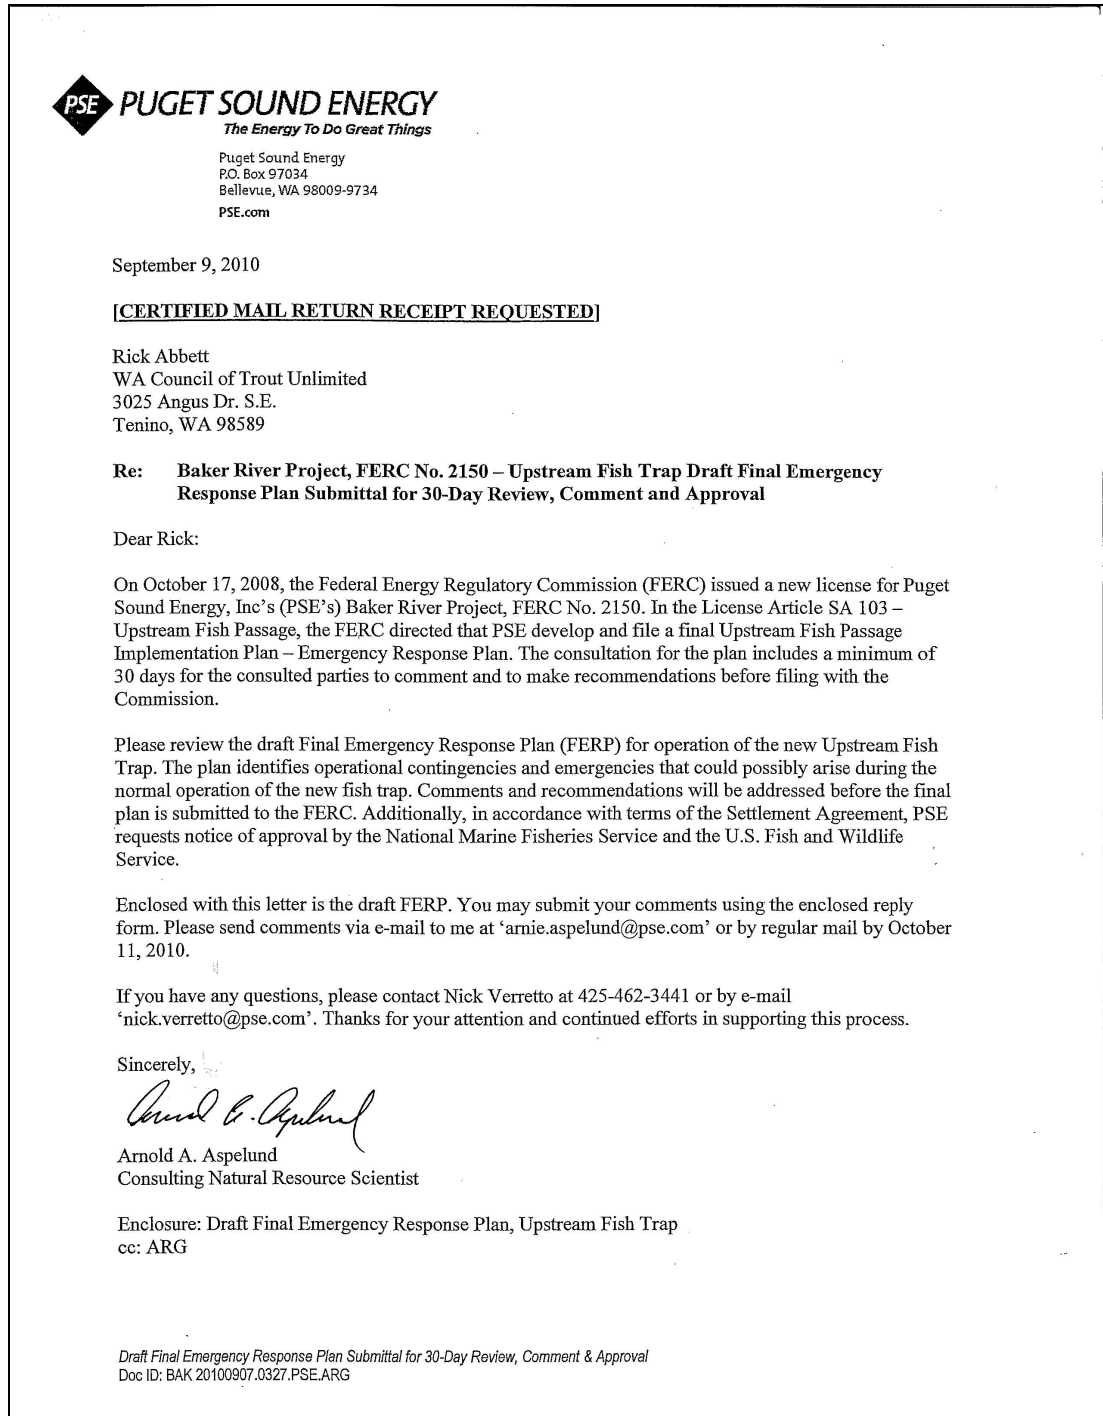 PSE PUGET SOUND ENERGY
The Energy To Do Great Things
Puget Sound Energy
P.O. Box 97034
Bellevue, WA 98009-9734
PSE.com
September 9, 2010
[CERTIFIED MAIL RETURN RECEIPT REQUESTED]
Rick Abbett
WA Council of Trout Unlimited
3025 Angus Dr. S.E.
Tenino, WA 98589
Re: Baker River Project, FERC No. 2150 – Upstream Fish Trap Draft Final Emergency
Response Plan Submittal for 30-Day Review, Comment and Approval
Dear Rick:
On October 17, 2008, the Federal Energy Regulatory Commission (FERC) issued a new license for Puget
Sound Energy, Inc's (PSE's) Baker River Project, FERC No. 2150. In the License Article SA 103 –
Upstream Fish Passage, the FERC directed that PSE develop and file a final Upstream Fish Passage
Implementation Plan – Emergency Response Plan. The consultation for the plan includes a minimum of
30 days for the consulted parties to comment and to make recommendations before filing with the
Commission.
Please review the draft Final Emergency Response Plan (FERP) for operation of the new Upstream Fish
Trap. The plan identifies operational contingencies and emergencies that could possibly arise during the
normal operation of the new fish trap. Comments and recommendations will be addressed before the final
plan is submitted to the FERC. Additionally, in accordance with terms of the Settlement Agreement, PSE
requests notice of approval by the National Marine Fisheries Service and the U.S. Fish and Wildlife
Service.
Enclosed with this letter is the draft FERP. You may submit your comments using the enclosed reply
form. Please send comments via e-mail to me at ‘arnie.aspelund@pse.com’ or by regular mail by October
11, 2010.
If you have any questions, please contact Nick Verretto at 425-462-3441 or by e-mail
‘nick.verretto@pse.com’. Thanks for your attention and continued efforts in supporting this process.
Sincerely,
Arnold A. Aspelund
Consulting Natural Resource Scientist
Enclosure: Draft Final Emergency Response Plan, Upstream Fish Trap
cc: ARG
Draft Final Emergency Response Plan Submittal for 30-Day Review, Comment & Approval
Doc ID: BAK 20100907.0327.PSE.ARG